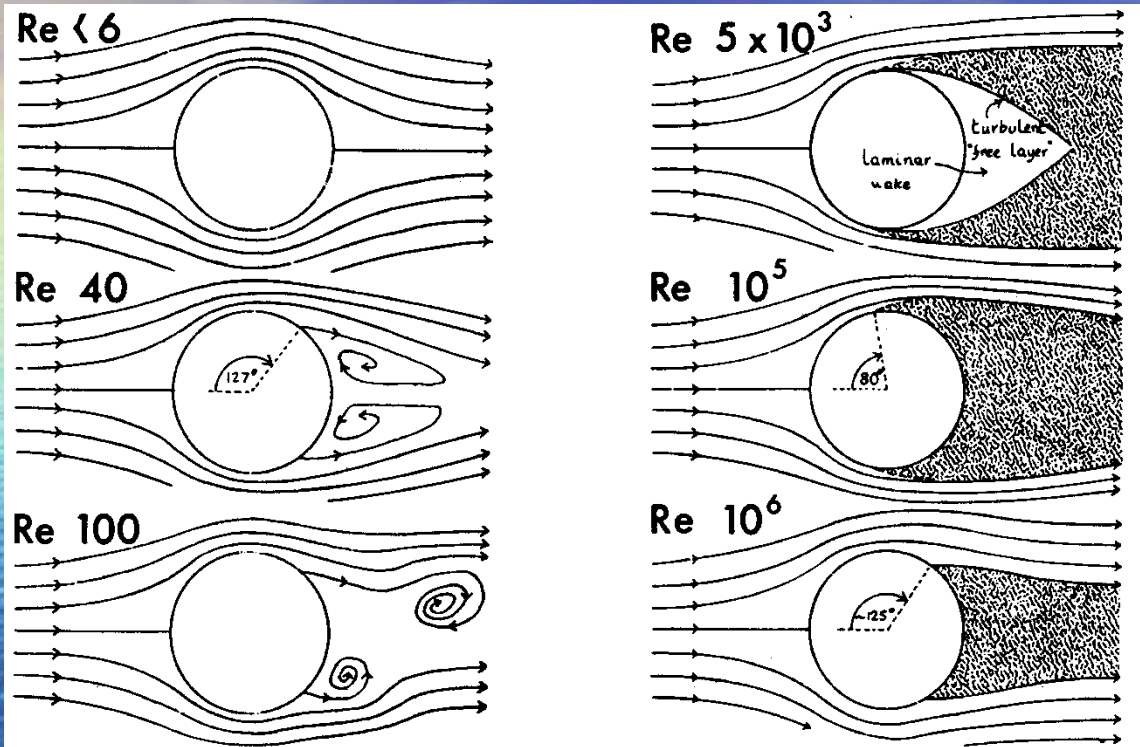 Re < 6
Re 40
127°
Re 100
Re 5 x 10³
turbulent
"free layer"
laminar
wake
Re 10⁵
80°
Re 10⁶
~125°